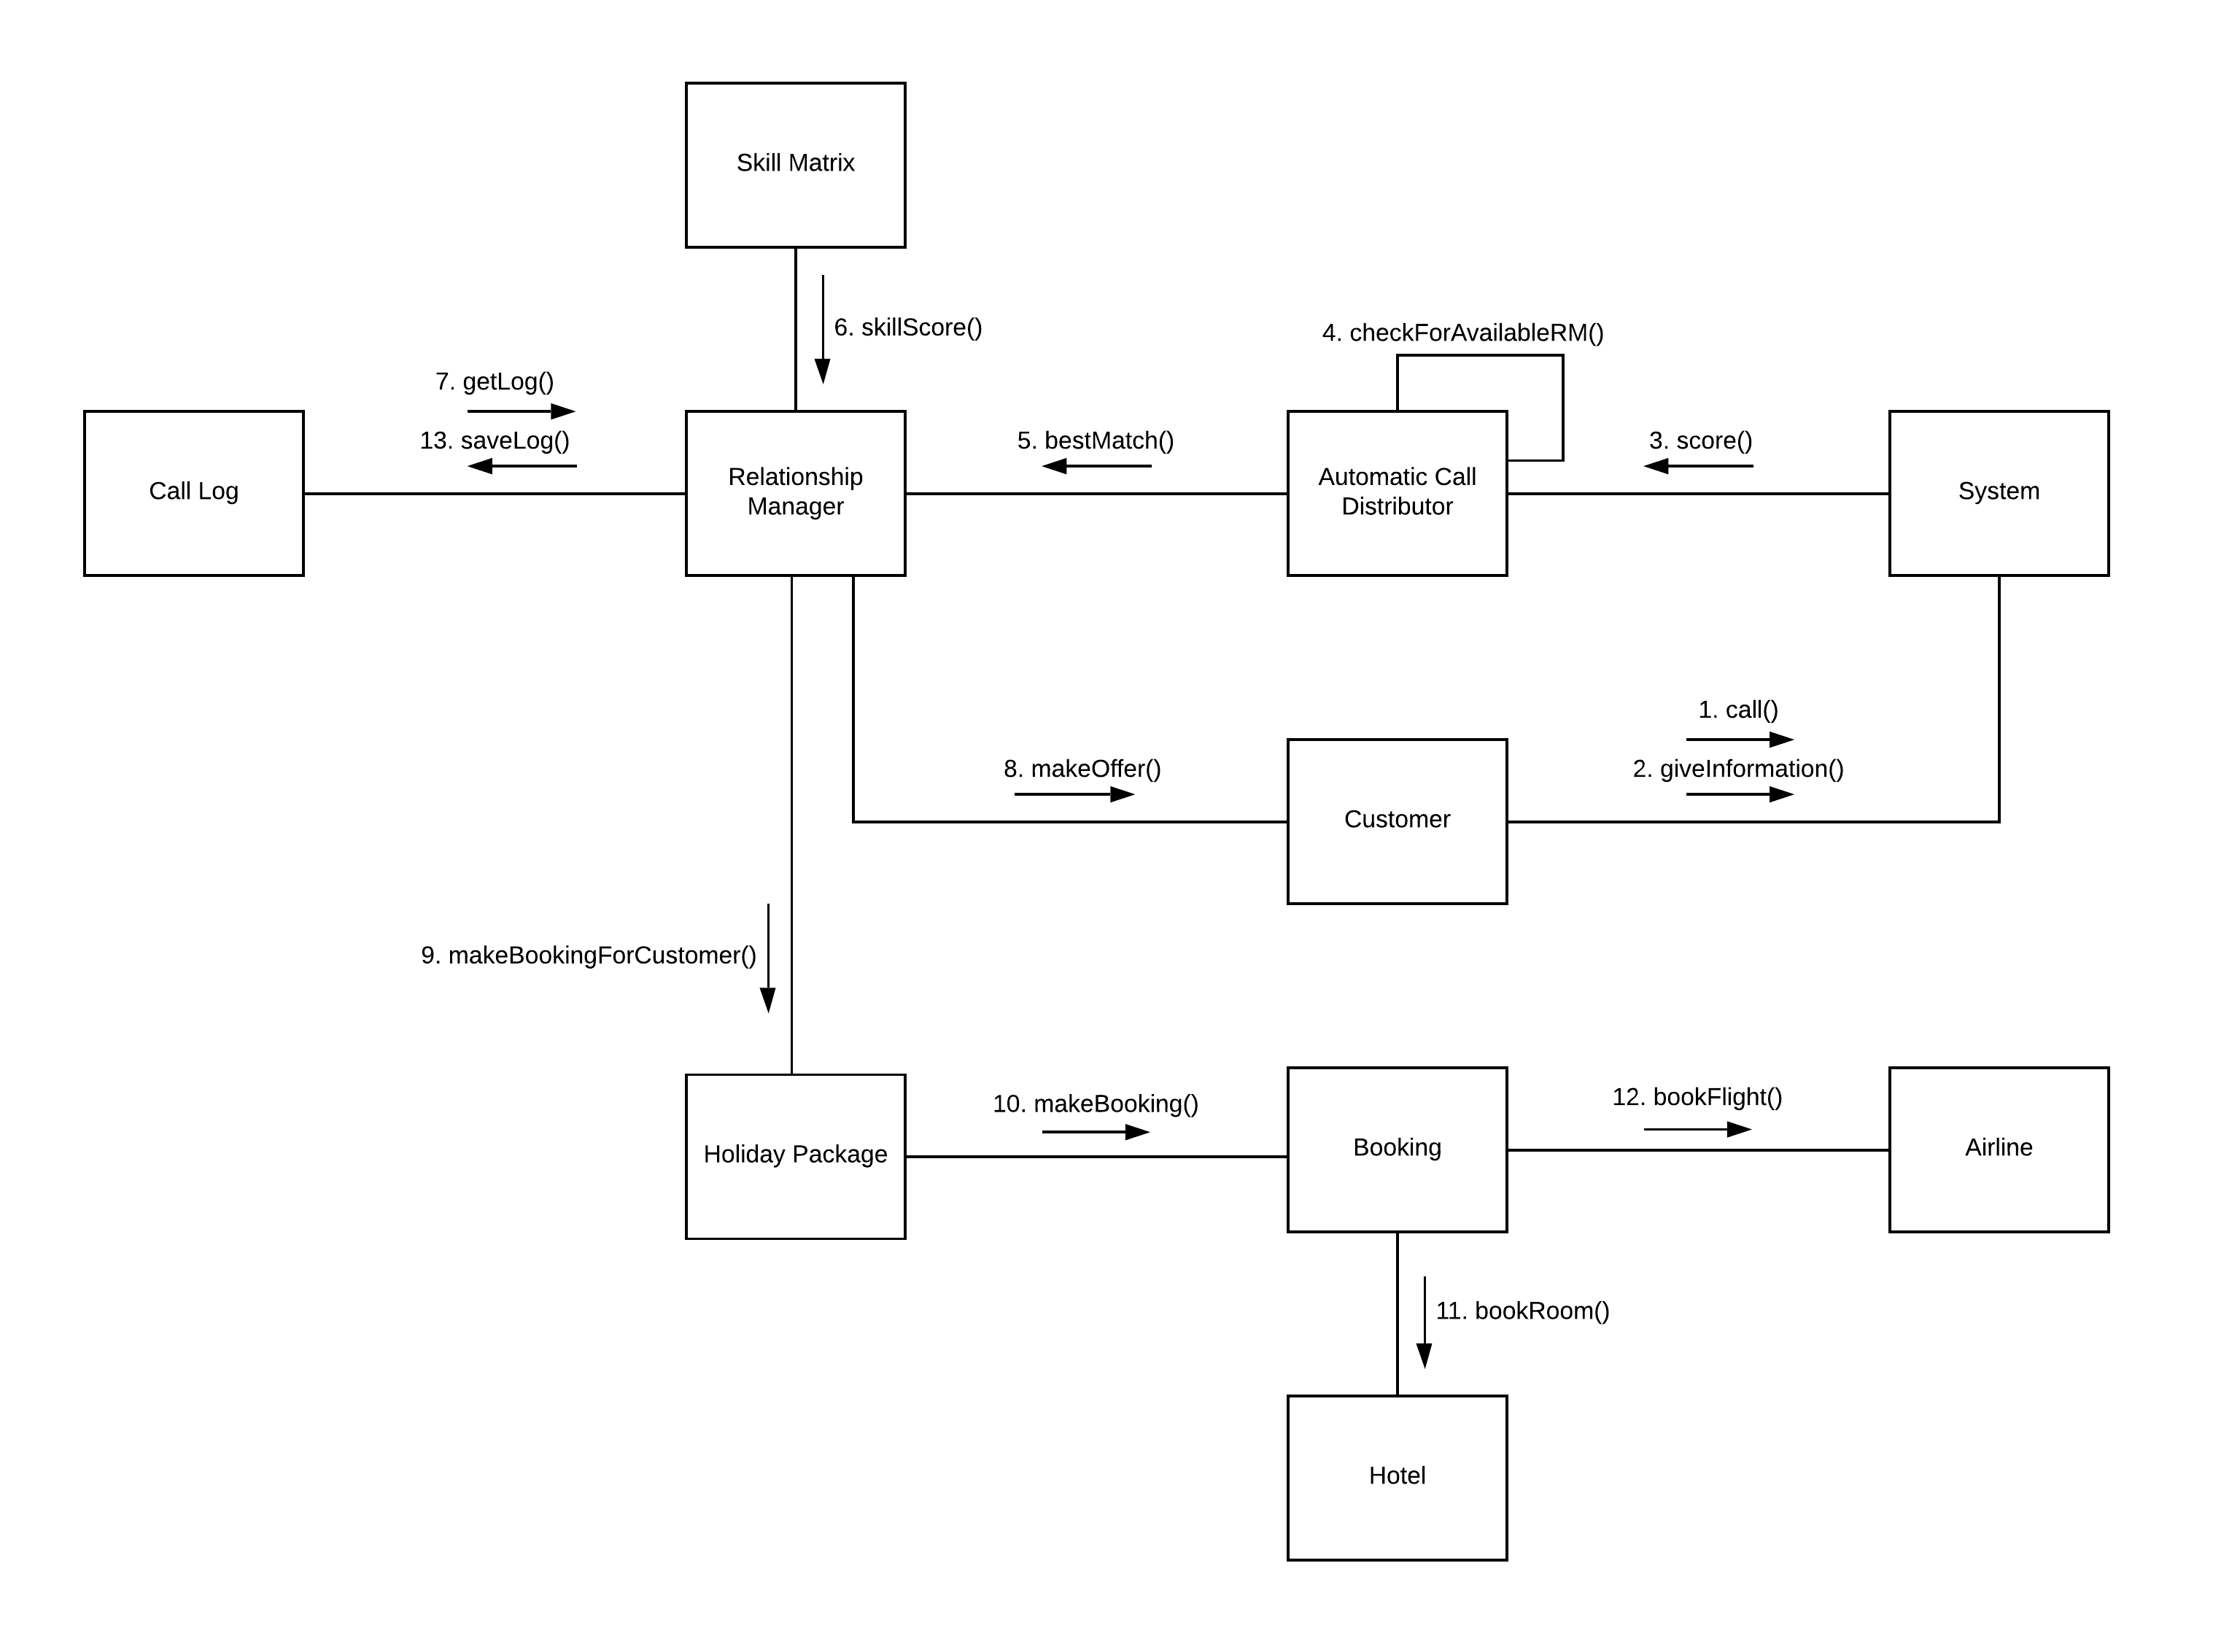 Skill Matrix
6. skillScore()
4. checkForAvailableRM()
7. getLog()
13. saveLog()
5. bestMatch()
3. score()
Call Log
Relationship
Manager
Automatic Call
Distributor
System
1. call()
8. makeOffer()
2. giveInformation()
Customer
9. makeBookingForCustomer()
10. makeBooking()
12. bookFlight()
Holiday Package
Booking
Airline
11. bookRoom()
Hotel